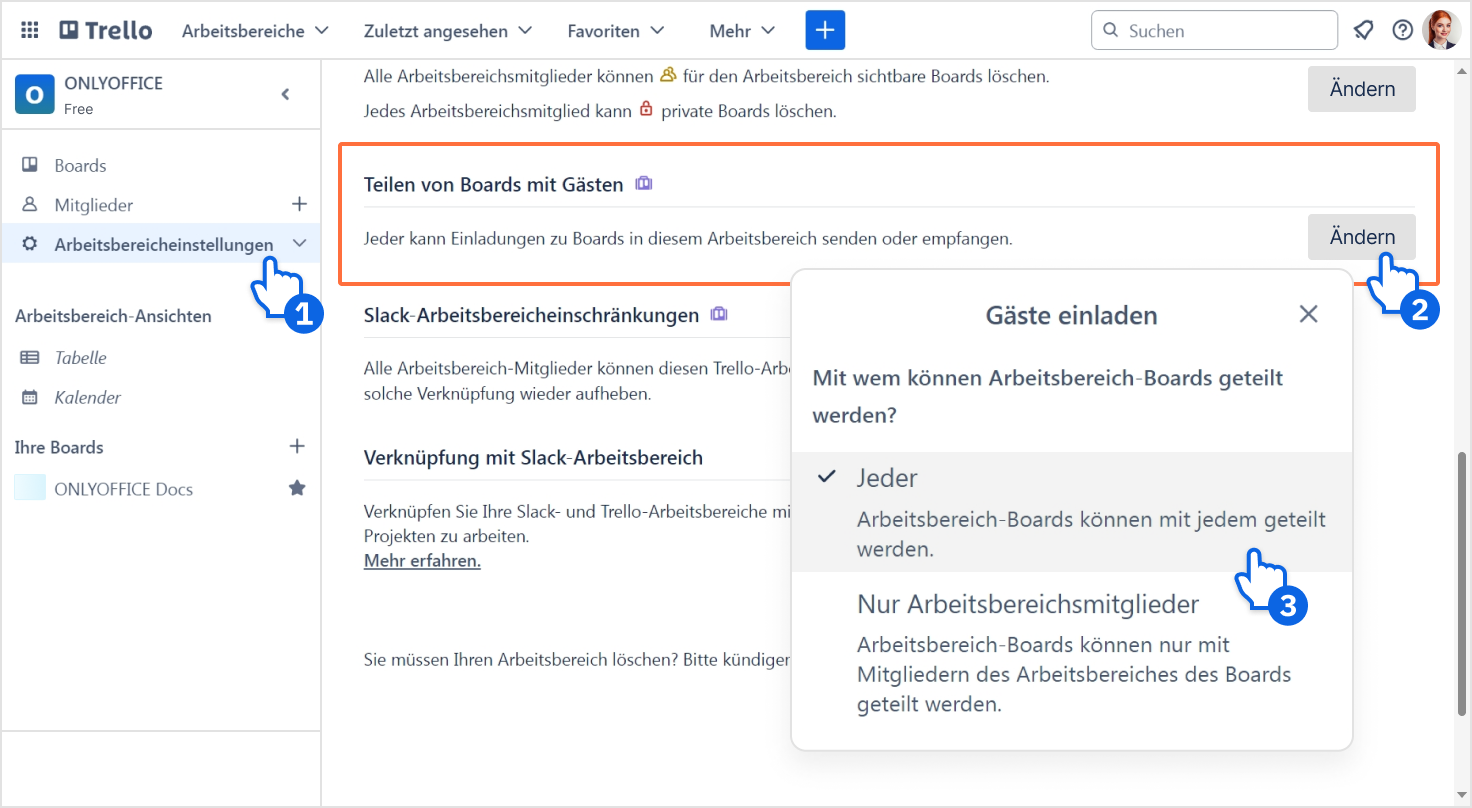 Trello Arbeitsbereiche Zuletzt angesehen Favoriten Mehr + Suchen
O ONLYOFFICE
Free
Boards
Mitglieder
Arbeitsbereicheinstellungen
1
Arbeitsbereich-Ansichten
Tabelle
Kalender
Ihre Boards
ONLYOFFICE Docs
Alle Arbeitsbereichsmitglieder können für den Arbeitsbereich sichtbare Boards löschen.
Jedes Arbeitsbereichsmitglied kann private Boards löschen.
Ändern
Teilen von Boards mit Gästen
Jeder kann Einladungen zu Boards in diesem Arbeitsbereich senden oder empfangen.
Ändern
2
Slack-Arbeitsbereicheinschränkungen
Alle Arbeitsbereich-Mitglieder können diesen Trello-Arbe
solche Verknüpfung wieder aufheben.
Verknüpfung mit Slack-Arbeitsbereich
Verknüpfen Sie Ihre Slack- und Trello-Arbeitsbereiche mi
Projekten zu arbeiten.
Mehr erfahren.
Sie müssen Ihren Arbeitsbereich löschen? Bitte kündigen
Gäste einladen
Mit wem können Arbeitsbereich-Boards geteilt
werden?
Jeder
Arbeitsbereich-Boards können mit jedem geteilt
werden.
3
Nur Arbeitsbereichsmitglieder
Arbeitsbereich-Boards können nur mit
Mitgliedern des Arbeitsbereiches des Boards
geteilt werden.